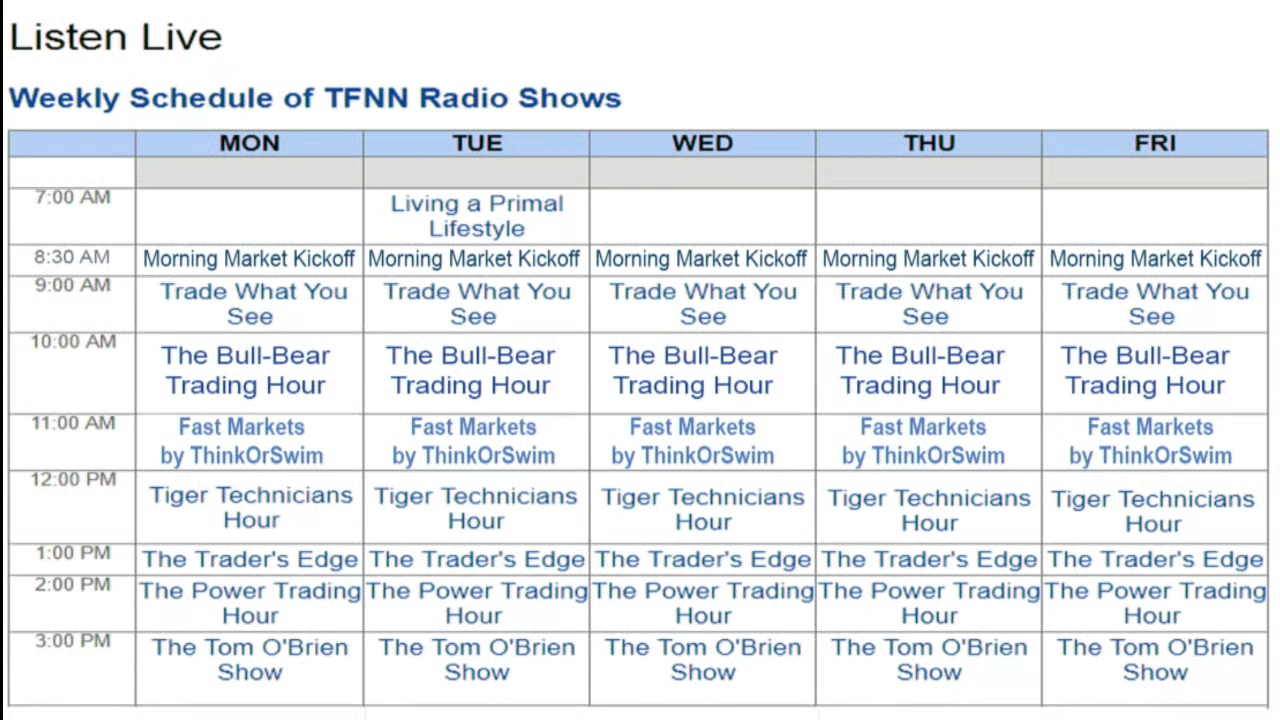 Listen Live
Weekly Schedule of TFNN Radio Shows
MON TUE WED THU FRI
7:00 AM
Living a Primal
Lifestyle
8:30 AM Morning Market Kickoff Morning Market Kickoff Morning Market Kickoff Morning Market Kickoff Morning Market Kickoff
9:00 AM
Trade What You Trade What You Trade What You Trade What You Trade What You
See See See See See
10:00 AM
The Bull-Bear The Bull-Bear The Bull-Bear The Bull-Bear The Bull-Bear
Trading Hour Trading Hour Trading Hour Trading Hour Trading Hour
11:00 AM Fast Markets Fast Markets Fast Markets Fast Markets Fast Markets
by ThinkOrSwim by ThinkOrSwim by ThinkOrSwim by ThinkOrSwim by ThinkOrSwim
12:00 PM
Tiger Technicians Tiger Technicians Tiger Technicians Tiger Technicians Tiger Technicians
Hour Hour Hour Hour Hour
1:00 PM The Trader's Edge The Trader's Edge The Trader's Edge The Trader's Edge The Trader's Edge
2:00 PM The Power Trading The Power Trading The Power Trading The Power Trading The Power Trading
Hour Hour Hour Hour Hour
3:00 PM The Tom O'Brien The Tom O'Brien The Tom O'Brien The Tom O'Brien The Tom O'Brien
Show Show Show Show Show